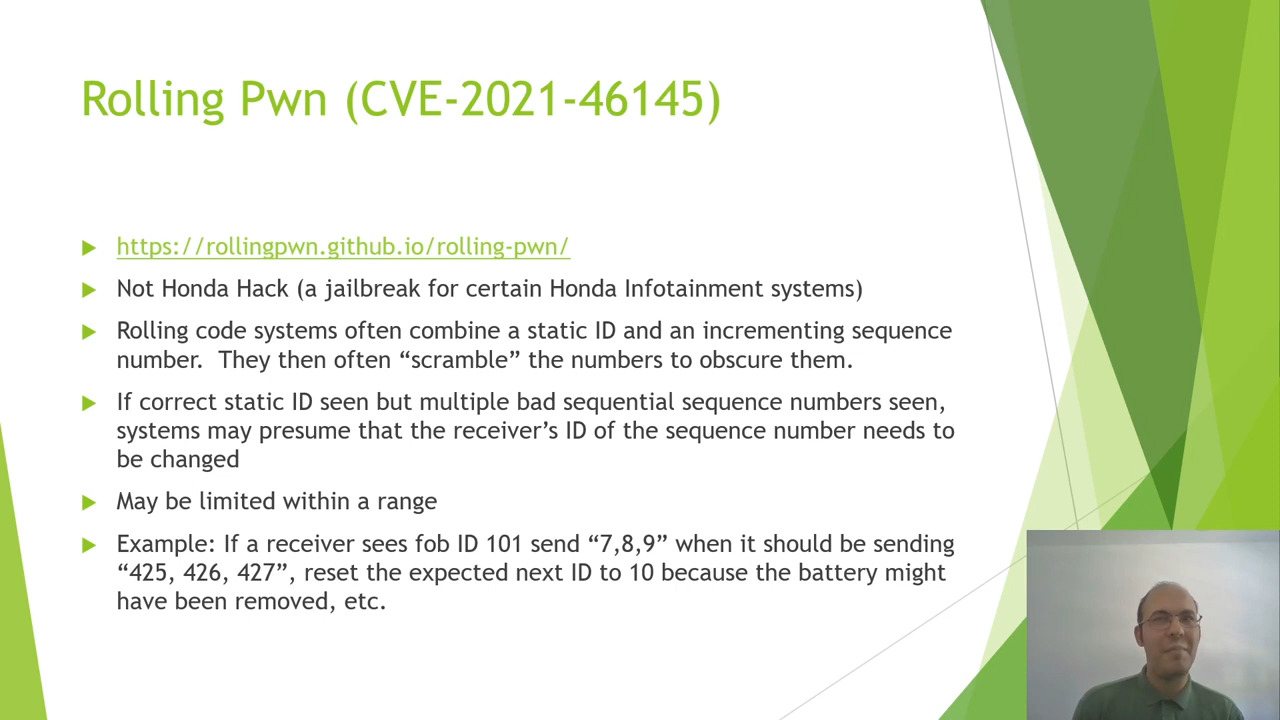 Rolling Pwn (CVE-2021-46145)
https://rollingpwn.github.io/rolling-pwn/
Not Honda Hack (a jailbreak for certain Honda Infotainment systems)
Rolling code systems often combine a static ID and an incrementing sequence
number.  They then often “scramble” the numbers to obscure them.
If correct static ID seen but multiple bad sequential sequence numbers seen,
systems may presume that the receiver’s ID of the sequence number needs to
be changed
May be limited within a range
Example: If a receiver sees fob ID 101 send “7,8,9” when it should be sending
“425, 426, 427”, reset the expected next ID to 10 because the battery might
have been removed, etc.